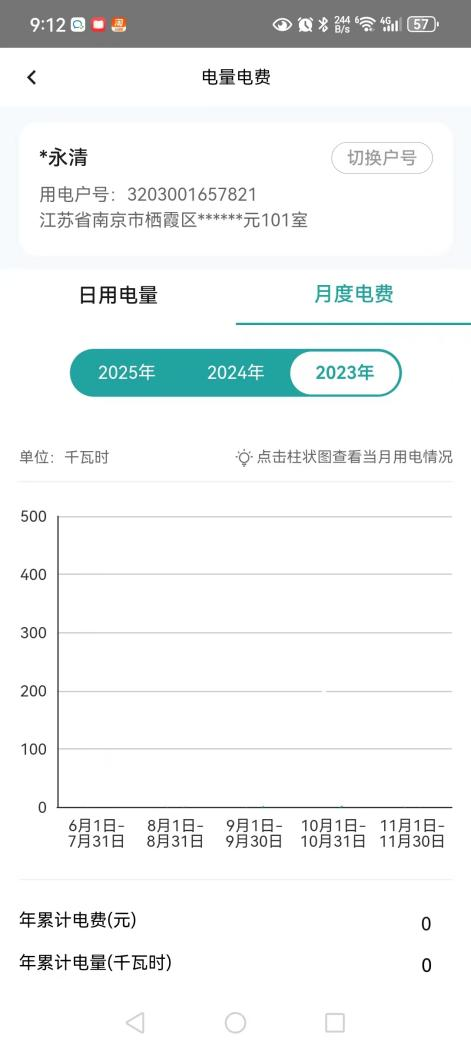 9:12
淘
244
B/s
6
4G
57
电量电费
*永清
切换户号
用电户号：3203001657821
江苏省南京市栖霞区******元101室
日用电量
月度电费
2025年
2024年
2023年
单位：千瓦时
点击柱状图查看当月用电情况
500
400
300
200
100
0
6月1日-
7月31日
8月1日-
8月31日
9月1日-
9月30日
10月1日-
10月31日
11月1日-
11月30日
年累计电费(元)
0
年累计电量(千瓦时)
0